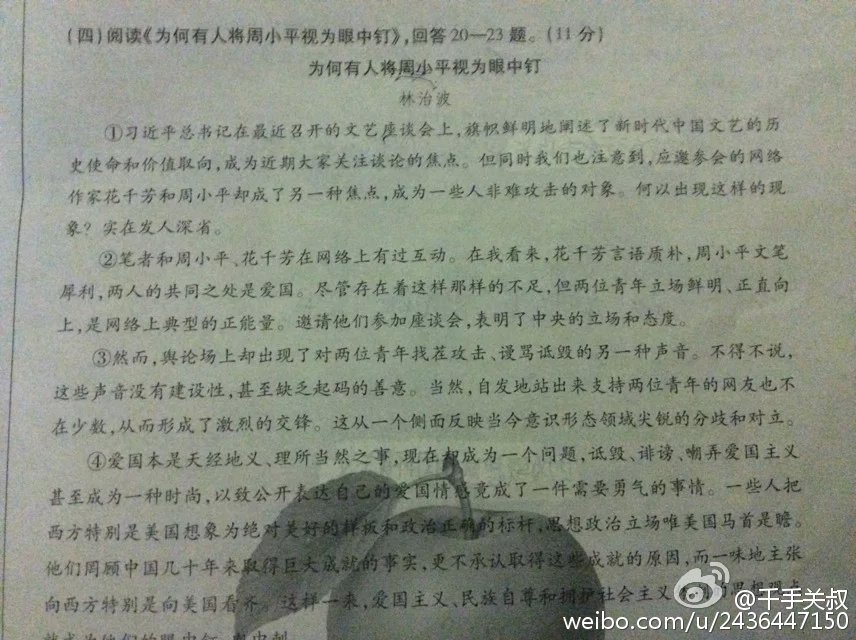 (四)阅读《为何有人将周小平视为眼中钉》,回答20—23题。(11分)
为何有人将周小平视为眼中钉
林治波
①习近平总书记在最近召开的文艺座谈会上,旗帜鲜明地阐述了新时代中国文艺的历
史使命和价值取向,成为近期大家关注谈论的焦点。但同时我们也注意到,应邀参会的网络
作家花千芳和周小平却成了另一种焦点,成为一些人非难攻击的对象。何以出现这样的现
象?实在发人深省。
②笔者和周小平、花千芳在网络上有过互动。在我看来,花千芳言语质朴,周小平文笔
犀利,两人的共同之处是爱国。尽管存在着这样那样的不足,但两位青年立场鲜明、正直向
上,是网络上典型的正能量。邀请他们参加座谈会,表明了中央的立场和态度。
③然而,舆论场上却出现了对两位青年找茬攻击、谩骂诋毁的另一种声音。不得不说,
这些声音没有建设性,甚至缺乏起码的善意。当然,自发地站出来支持两位青年的网友也不
在少数,从而形成了激烈的交锋。这从一个侧面反映当今意识形态领域尖锐的分歧和对立。
④爱国本是天经地义、理所当然之事,现在却成为一个问题,诋毁、诽谤、嘲弄爱国主义
甚至成为一种时尚,以致公开表达自己的爱国情感竟成了一件需要勇气的事情。一些人把
西方特别是美国想象为绝对美好的样板和政治正确的标杆,思想政治立场唯美国马首是瞻。
他们罔顾中国几十年来取得巨大成就的事实,更不承认取得这些成就的原因,而一味地主张
向西方特别是向美国看齐。这样一来,爱国主义、民族自尊和拥护社会主义的思想观点
就成为他们的眼中钉、肉中刺
@千手关叔
weibo.com/u/2436447150